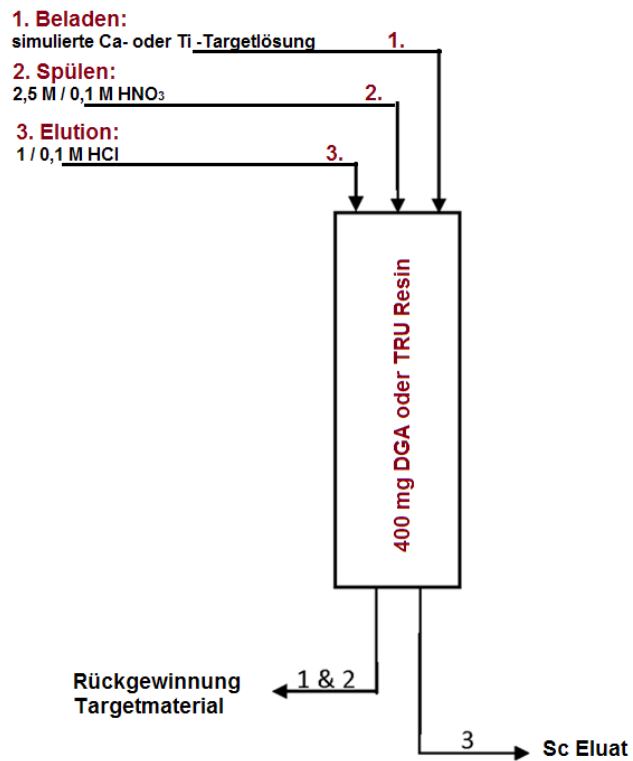 1. Beladen:
simulierte Ca- oder Ti -Targetlösung
1.
2. Spülen:
2,5 M / 0,1 M HNO₃
2.
3. Elution:
1 / 0,1 M HCl
3.
400 mg DGA oder TRU Resin
1 & 2
Rückgewinnung
Targetmaterial
3
Sc Eluat